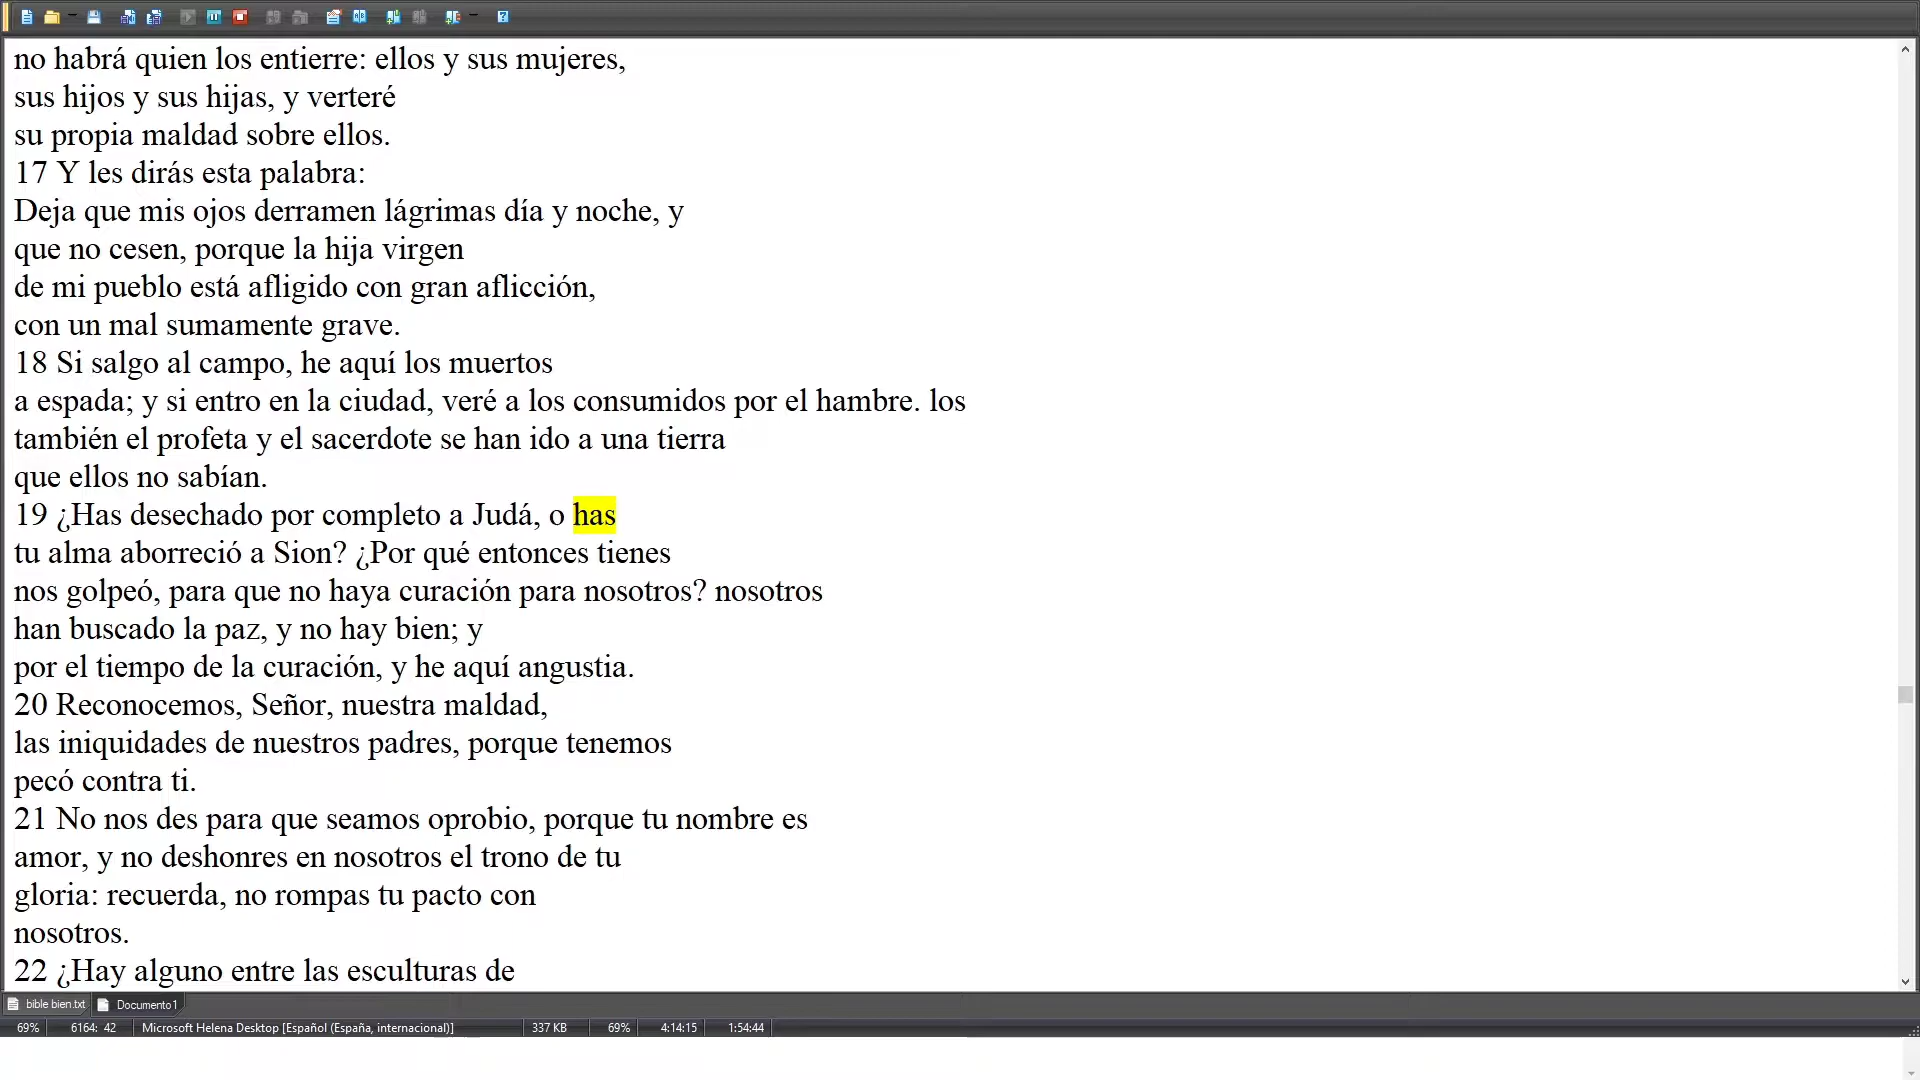 no habrá quien los entierre: ellos y sus mujeres,
sus hijos y sus hijas, y verteré
su propia maldad sobre ellos.
17 Y les dirás esta palabra:
Deja que mis ojos derramen lágrimas día y noche, y
que no cesen, porque la hija virgen
de mi pueblo está afligido con gran aflicción,
con un mal sumamente grave.
18 Si salgo al campo, he aquí los muertos
a espada; y si entro en la ciudad, veré a los consumidos por el hambre. los
también el profeta y el sacerdote se han ido a una tierra
que ellos no sabían.
19 ¿Has desechado por completo a Judá, o has
tu alma aborreció a Sion? ¿Por qué entonces tienes
nos golpeó, para que no haya curación para nosotros? nosotros
han buscado la paz, y no hay bien; y
por el tiempo de la curación, y he aquí angustia.
20 Reconocemos, Señor, nuestra maldad,
las iniquidades de nuestros padres, porque tenemos
pecó contra ti.
21 No nos des para que seamos oprobio, porque tu nombre es
amor, y no deshonres en nosotros el trono de tu
gloria: recuerda, no rompas tu pacto con
nosotros.
22 ¿Hay alguno entre las esculturas de
bible bien.txt Documento1
69% 6164: 42 Microsoft Helena Desktop [Español (España, internacional)] 337 KB 69% 4:14:15 1:54:44